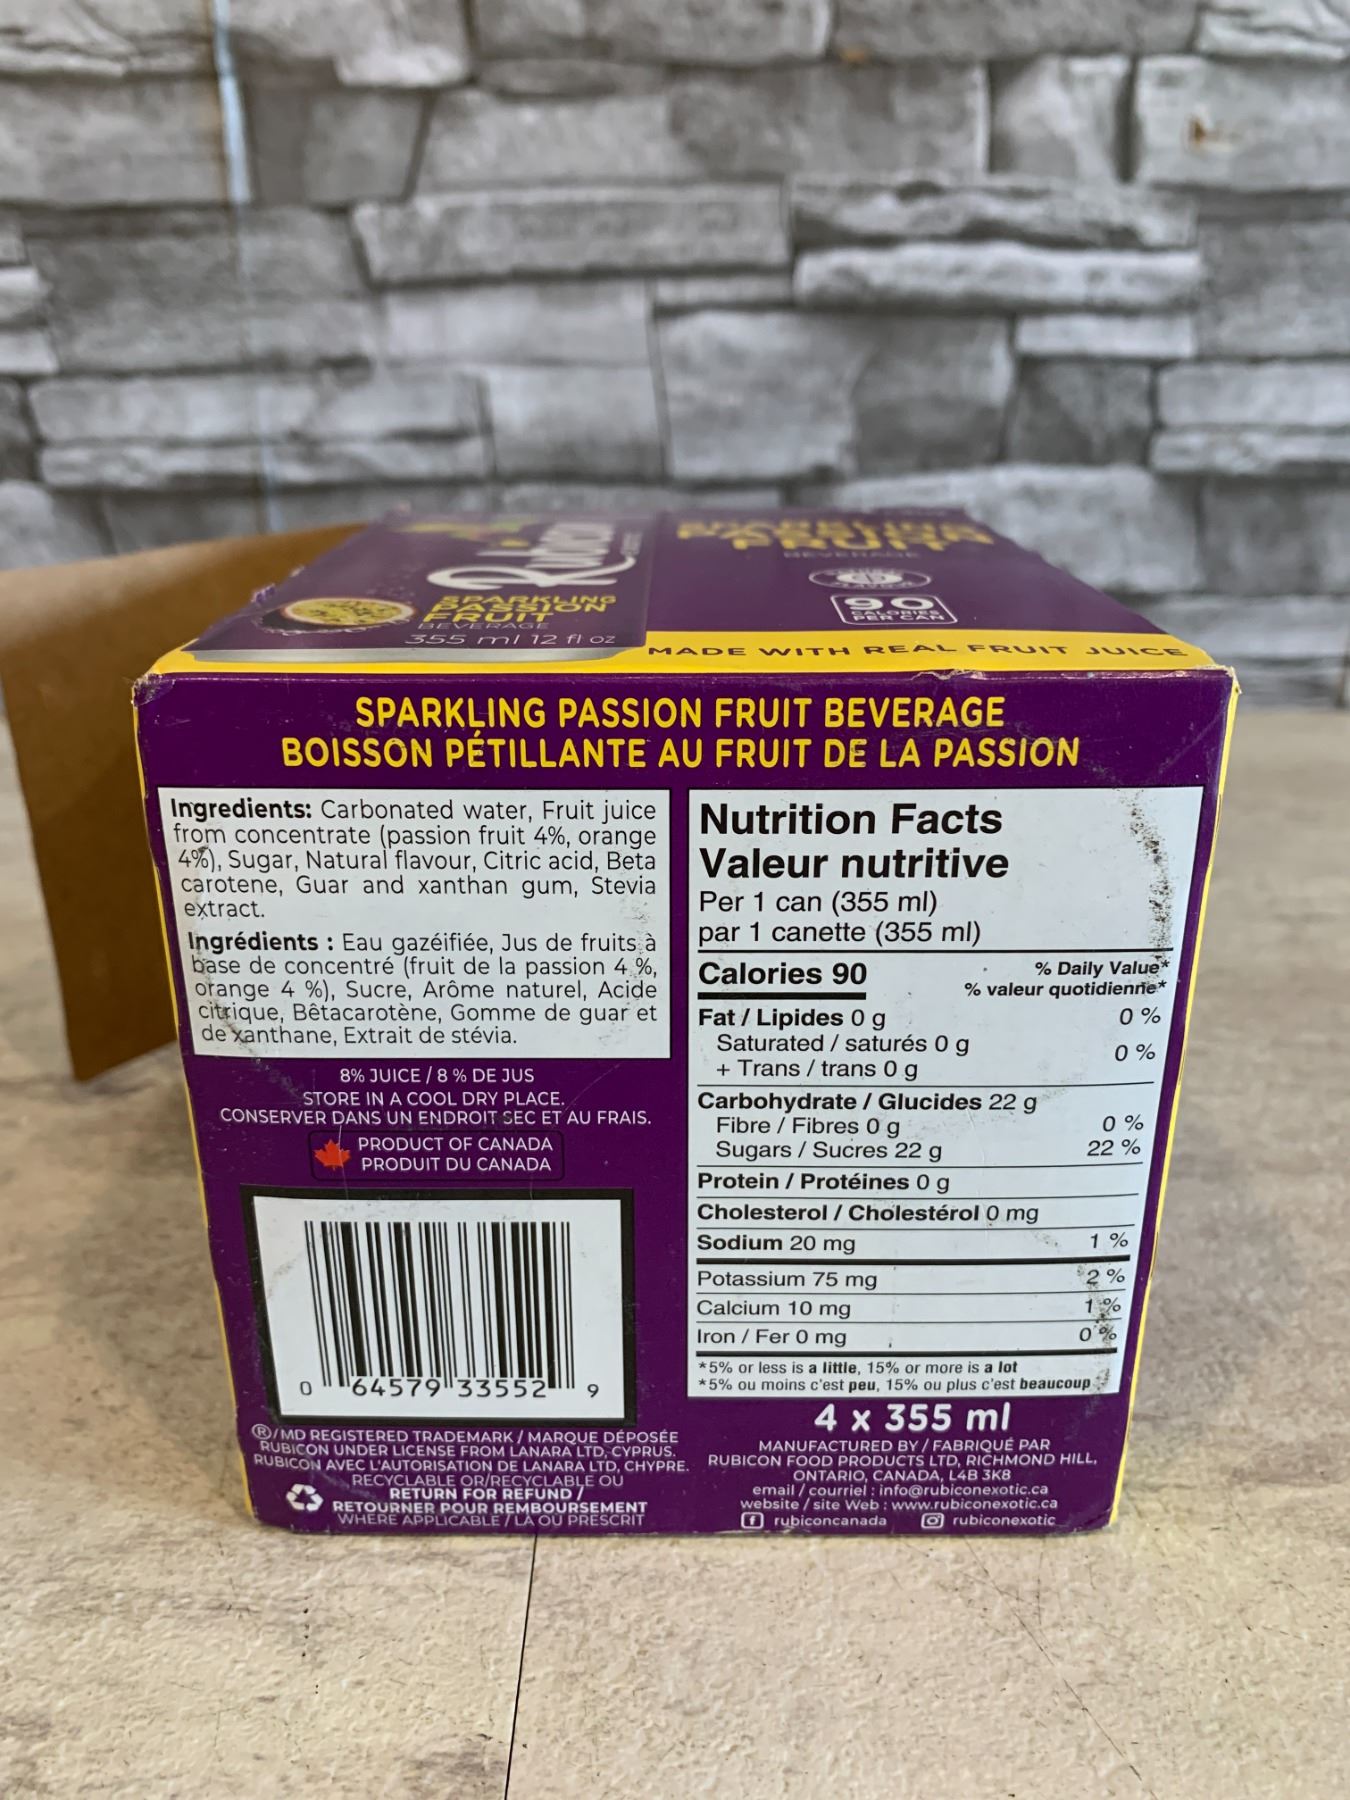 Rubicon
SPARKLING
PASSION
FRUIT
BEVERAGE
355 ml 12 fl oz
SPARKLING
PASSION
FRUIT
BEVERAGE
90
CALORIES
PER CAN
MADE WITH REAL FRUIT JUICE
SPARKLING PASSION FRUIT BEVERAGE
BOISSON PÉTILLANTE AU FRUIT DE LA PASSION
Ingredients: Carbonated water, Fruit juice
from concentrate (passion fruit 4%, orange
4%), Sugar, Natural flavour, Citric acid, Beta
carotene, Guar and xanthan gum, Stevia
extract.
Ingrédients : Eau gazéifiée, Jus de fruits à
base de concentré (fruit de la passion 4 %,
orange 4 %), Sucre, Arôme naturel, Acide
citrique, Bêtacarotène, Gomme de guar et
de xanthane, Extrait de stévia.
8% JUICE / 8 % DE JUS
STORE IN A COOL DRY PLACE.
CONSERVER DANS UN ENDROIT SEC ET AU FRAIS.
PRODUCT OF CANADA
PRODUIT DU CANADA
0 64579 33552 9
®/MD REGISTERED TRADEMARK / MARQUE DÉPOSÉE
RUBICON UNDER LICENSE FROM LANARA LTD, CYPRUS.
RUBICON AVEC L'AUTORISATION DE LANARA LTD, CHYPRE.
RECYCLABLE OR/RECYCLABLE OU
RETURN FOR REFUND /
RETOURNER POUR REMBOURSEMENT
WHERE APPLICABLE / LÀ OÙ PRESCRIT
Nutrition Facts
Valeur nutritive
Per 1 can (355 ml)
par 1 canette (355 ml)
Calories 90
% Daily Value*
% valeur quotidienne*
Fat / Lipides 0 g 0 %
Saturated / saturés 0 g
+ Trans / trans 0 g 0 %
Carbohydrate / Glucides 22 g
Fibre / Fibres 0 g 0 %
Sugars / Sucres 22 g 22 %
Protein / Protéines 0 g
Cholesterol / Cholestérol 0 mg
Sodium 20 mg 1 %
Potassium 75 mg 2 %
Calcium 10 mg 1 %
Iron / Fer 0 mg 0 %
*5% or less is a little, 15% or more is a lot
*5% ou moins c'est peu, 15% ou plus c'est beaucoup
4 x 355 ml
MANUFACTURED BY / FABRIQUÉ PAR
RUBICON FOOD PRODUCTS LTD, RICHMOND HILL,
ONTARIO, CANADA, L4B 3K8
email / courriel : info@rubiconexotic.ca
website / site Web : www.rubiconexotic.ca
rubiconcanada rubiconexotic